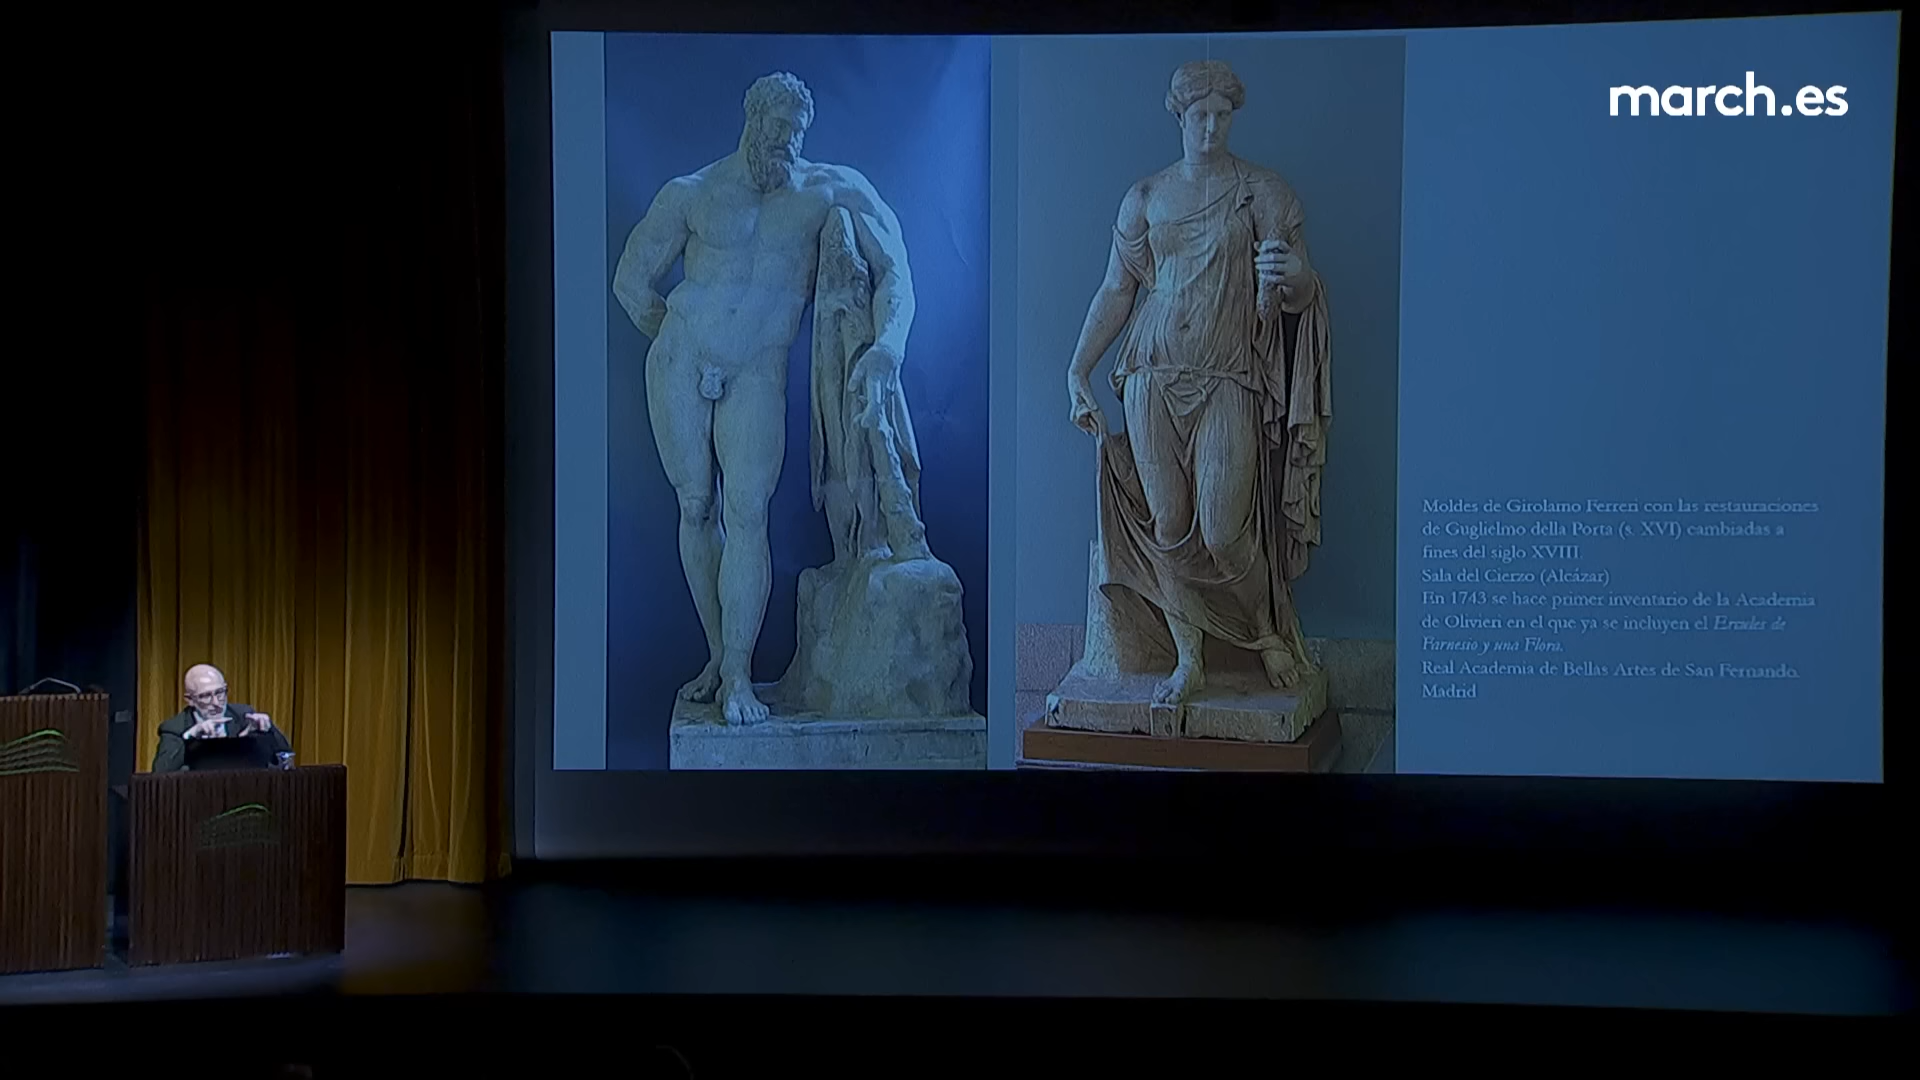 march.es
Moldes de Girolamo Ferreri con las restauraciones
de Guglielmo della Porta (s. XVI) cambiadas a
fines del siglo XVIII.
Sala del Cierzo (Alcázar)
En 1743 se hace primer inventario de la Academia
de Olivieri en el que ya se incluyen el Ercules de
Farnesio y una Flora.
Real Academia de Bellas Artes de San Fernando.
Madrid